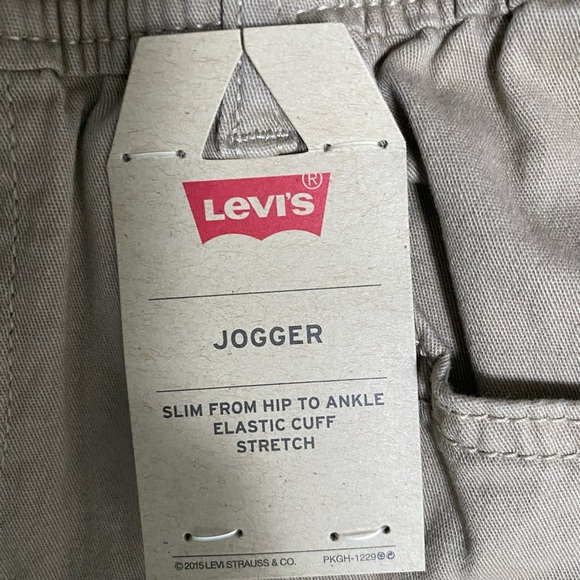 LEVI'S ®
JOGGER
SLIM FROM HIP TO ANKLE
ELASTIC CUFF
STRETCH
©2015 LEVI STRAUSS & CO. PKGH-1229